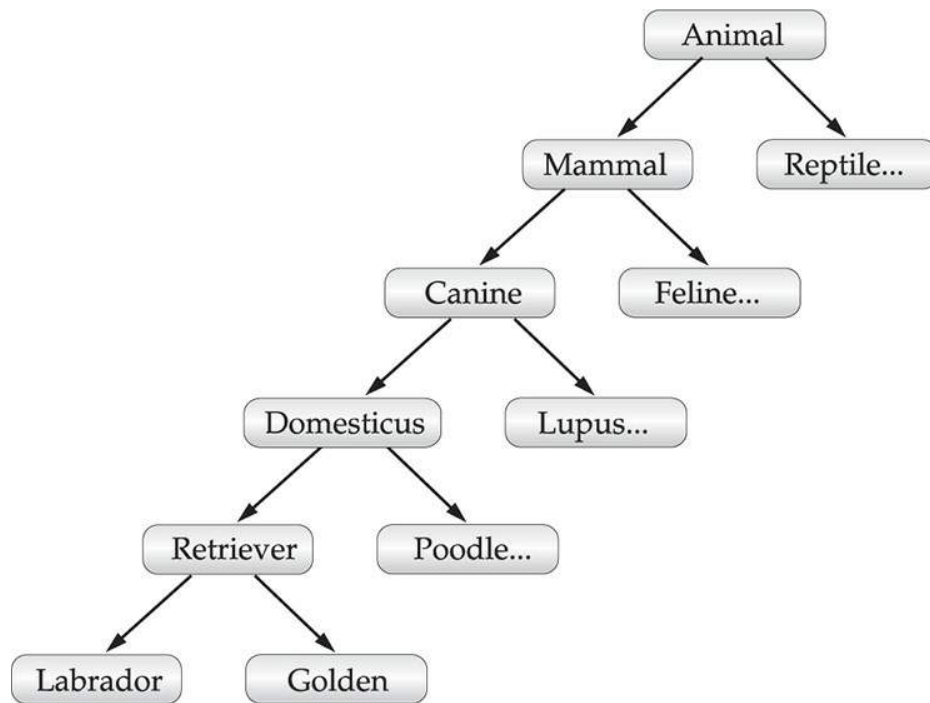 Animal
Mammal
Reptile...
Canine
Feline...
Domesticus
Lupus...
Retriever
Poodle...
Labrador
Golden